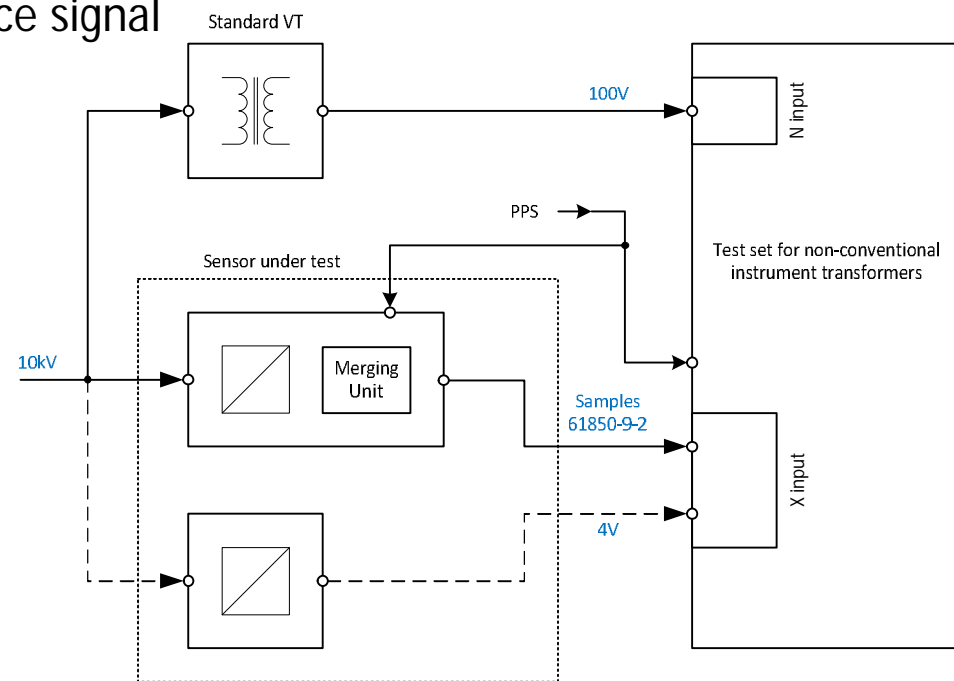 ce signal
Standard VT
100V
N input
PPS
Test set for non-conventional
instrument transformers
Sensor under test
10kV
Merging
Unit
Samples
61850-9-2
X input
4V